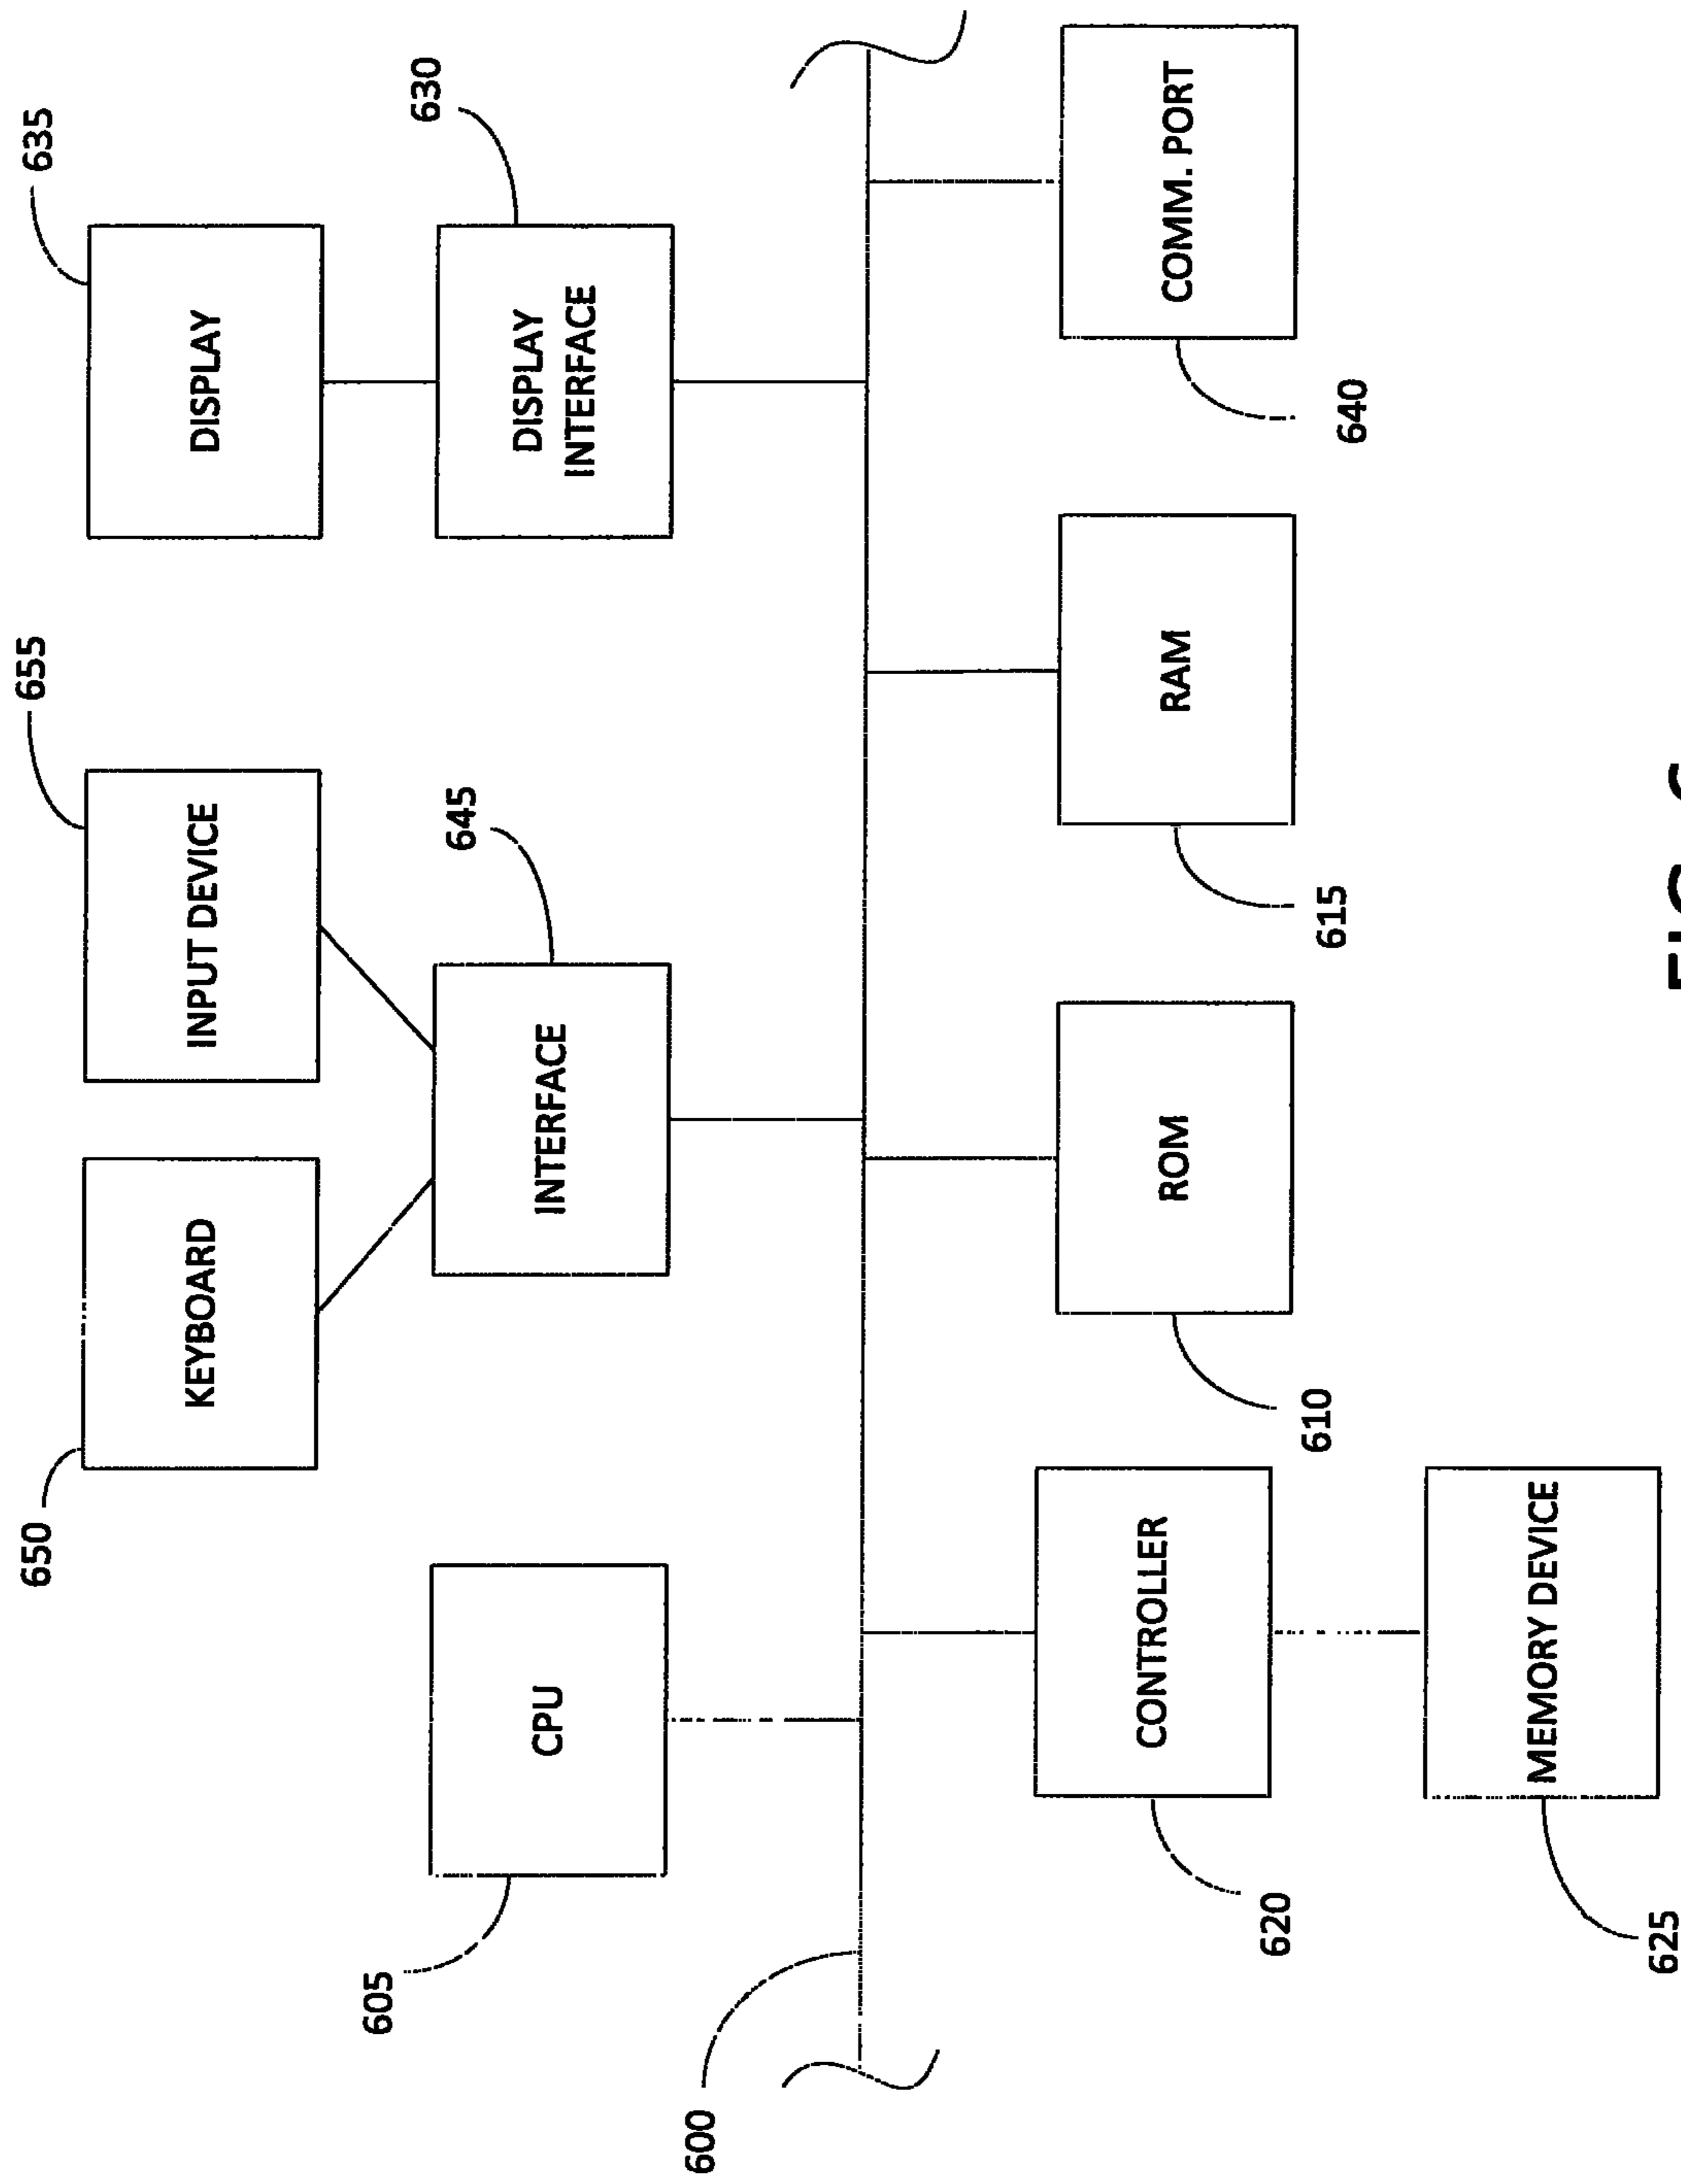 650
655
635
KEYBOARD
INPUT DEVICE
DISPLAY
605
645
630
CPU
INTERFACE
DISPLAY
INTERFACE
600
CONTROLLER
ROM
RAM
COMM. PORT
620
610
615
640
MEMORY DEVICE
625